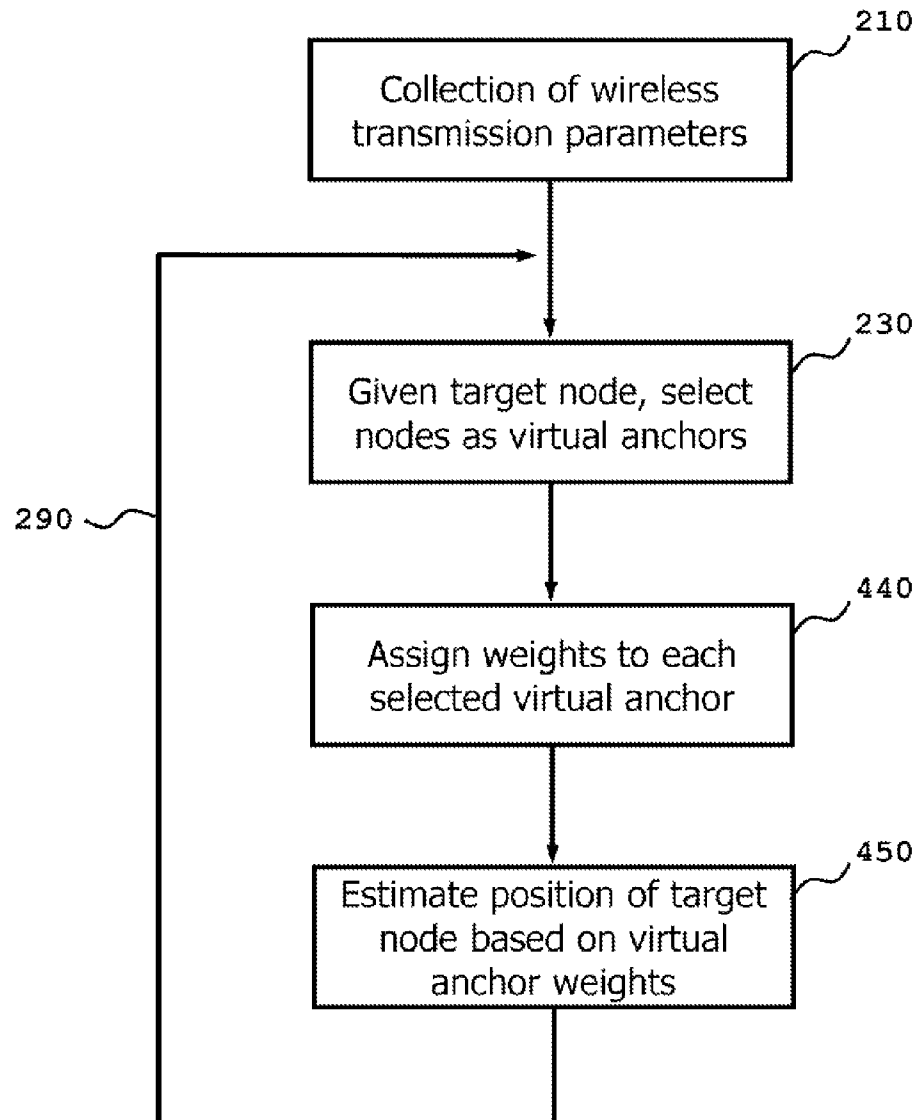 210
Collection of wireless
transmission parameters
230
Given target node, select
nodes as virtual anchors
290
440
Assign weights to each
selected virtual anchor
450
Estimate position of target
node based on virtual
anchor weights